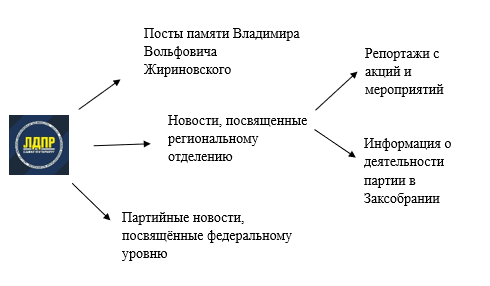 Посты памяти Владимира
Вольфовича
Жириновского
Репортажи с
акций и
мероприятий
Новости, посвященные
региональному
отделению
ЛДПР
Информация о
деятельности
партии в
Заксобрании
Партийные новости,
посвящённые федеральному
уровню